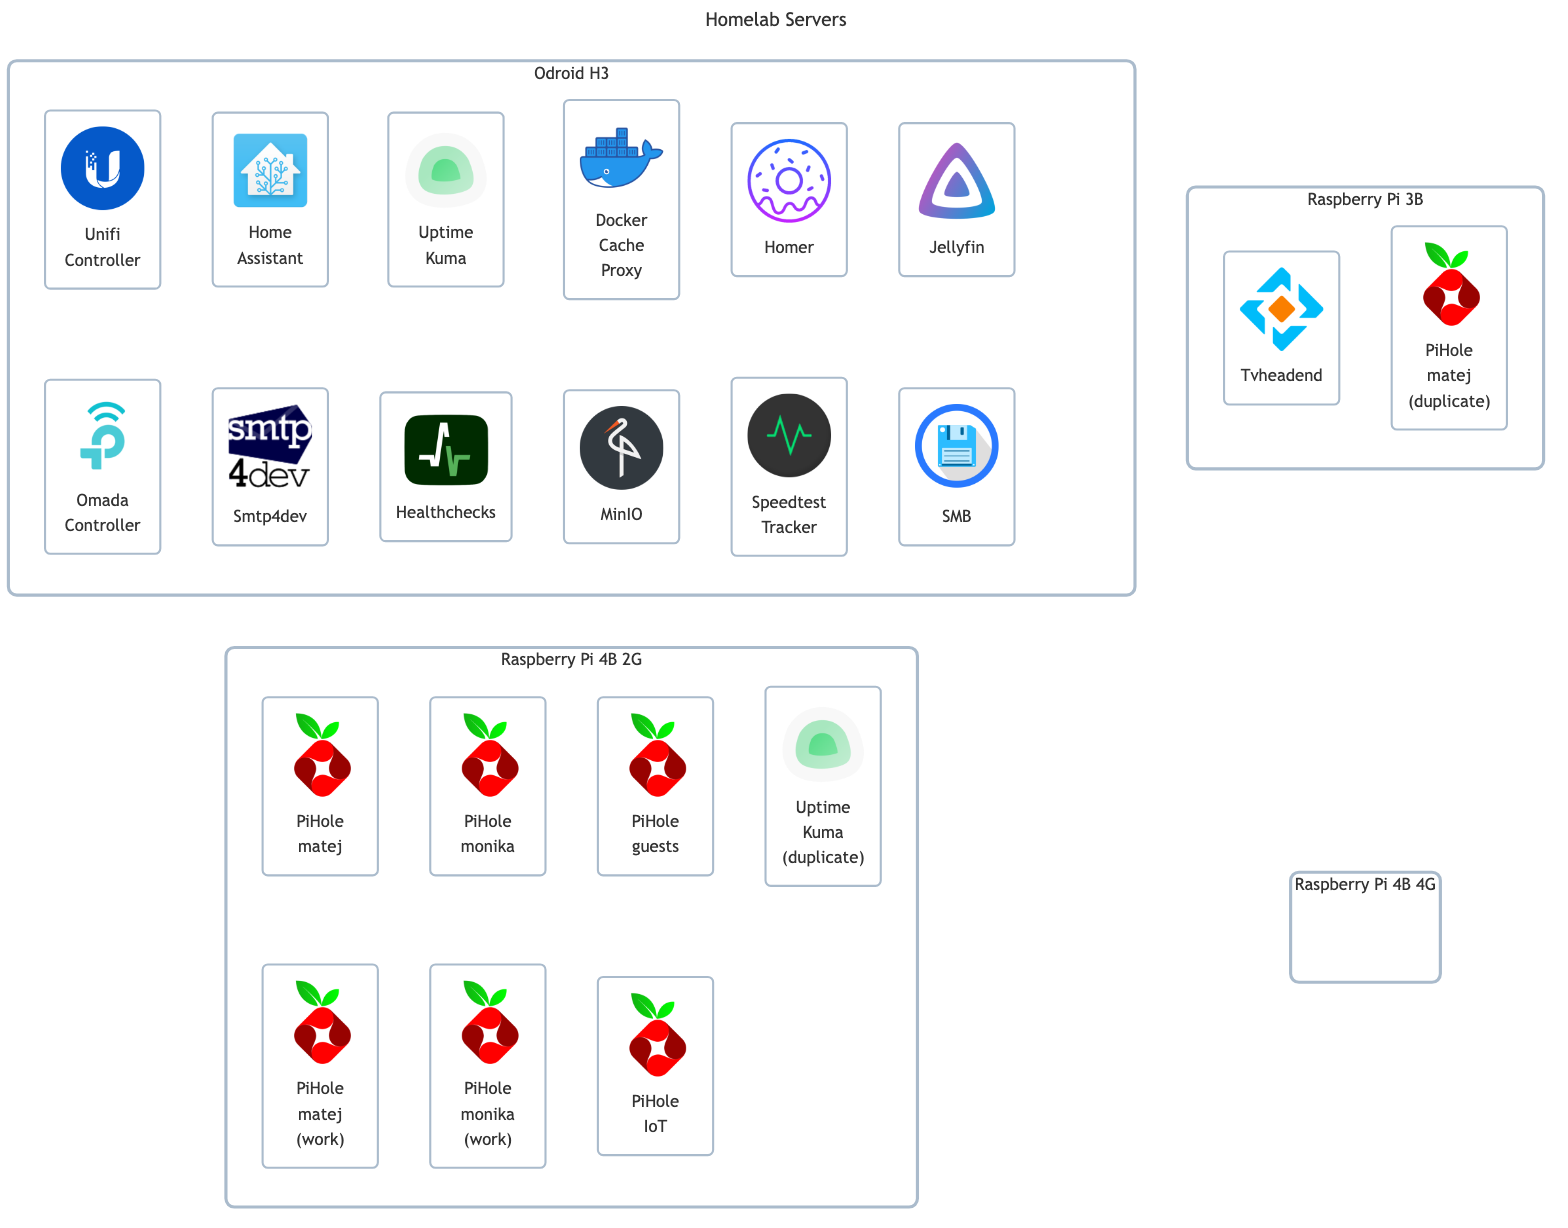 Homelab Servers
Odroid H3
Unifi
Controller
Home
Assistant
Uptime
Kuma
Docker
Cache
Proxy
Homer
Jellyfin
Omada
Controller
smtp
4dev
Smtp4dev
Healthchecks
MinIO
Speedtest
Tracker
SMB
Raspberry Pi 3B
Tvheadend
PiHole
matej
(duplicate)
Raspberry Pi 4B 2G
PiHole
matej
PiHole
monika
PiHole
guests
Uptime
Kuma
(duplicate)
PiHole
matej
(work)
PiHole
monika
(work)
PiHole
IoT
Raspberry Pi 4B 4G